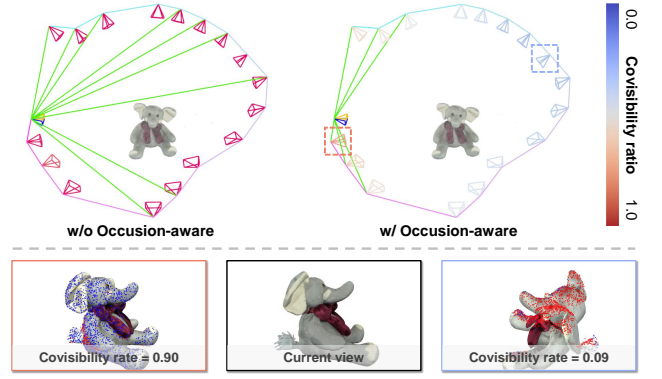 0.0
Covisibility ratio
1.0
w/o Occusion-aware
w/ Occusion-aware
Covisibility rate = 0.90
Current view
Covisibility rate = 0.09